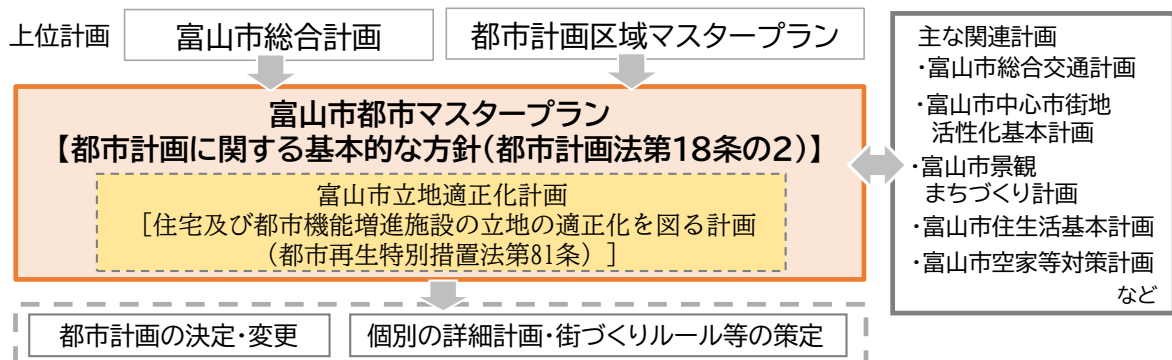 上位計画
富山市総合計画
都市計画区域マスタープラン
富山市都市マスタープラン
【都市計画に関する基本的な方針(都市計画法第18条の2)】
富山市立地適正化計画
[住宅及び都市機能増進施設の立地の適正化を図る計画
(都市再生特別措置法第81条)]
主な関連計画
・富山市総合交通計画
・富山市中心市街地
活性化基本計画
・富山市景観
まちづくり計画
・富山市住生活基本計画
・富山市空家等対策計画
など
都市計画の決定・変更
個別の詳細計画・街づくりルール等の策定